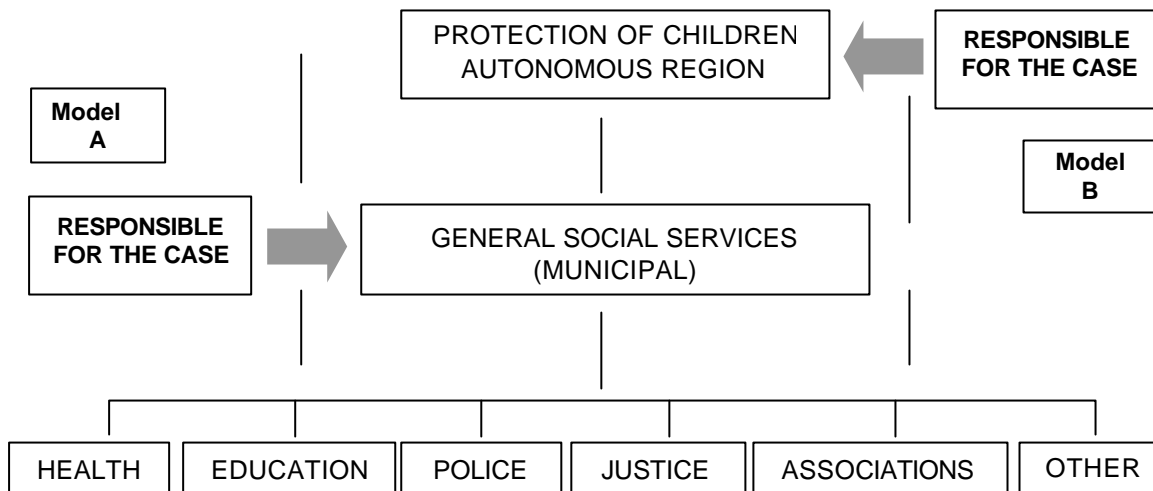 PROTECTION OF CHILDREN
AUTONOMOUS REGION
RESPONSIBLE
FOR THE CASE
Model
A
Model
B
RESPONSIBLE
FOR THE CASE
GENERAL SOCIAL SERVICES
(MUNICIPAL)
HEALTH
EDUCATION
POLICE
JUSTICE
ASSOCIATIONS
OTHER